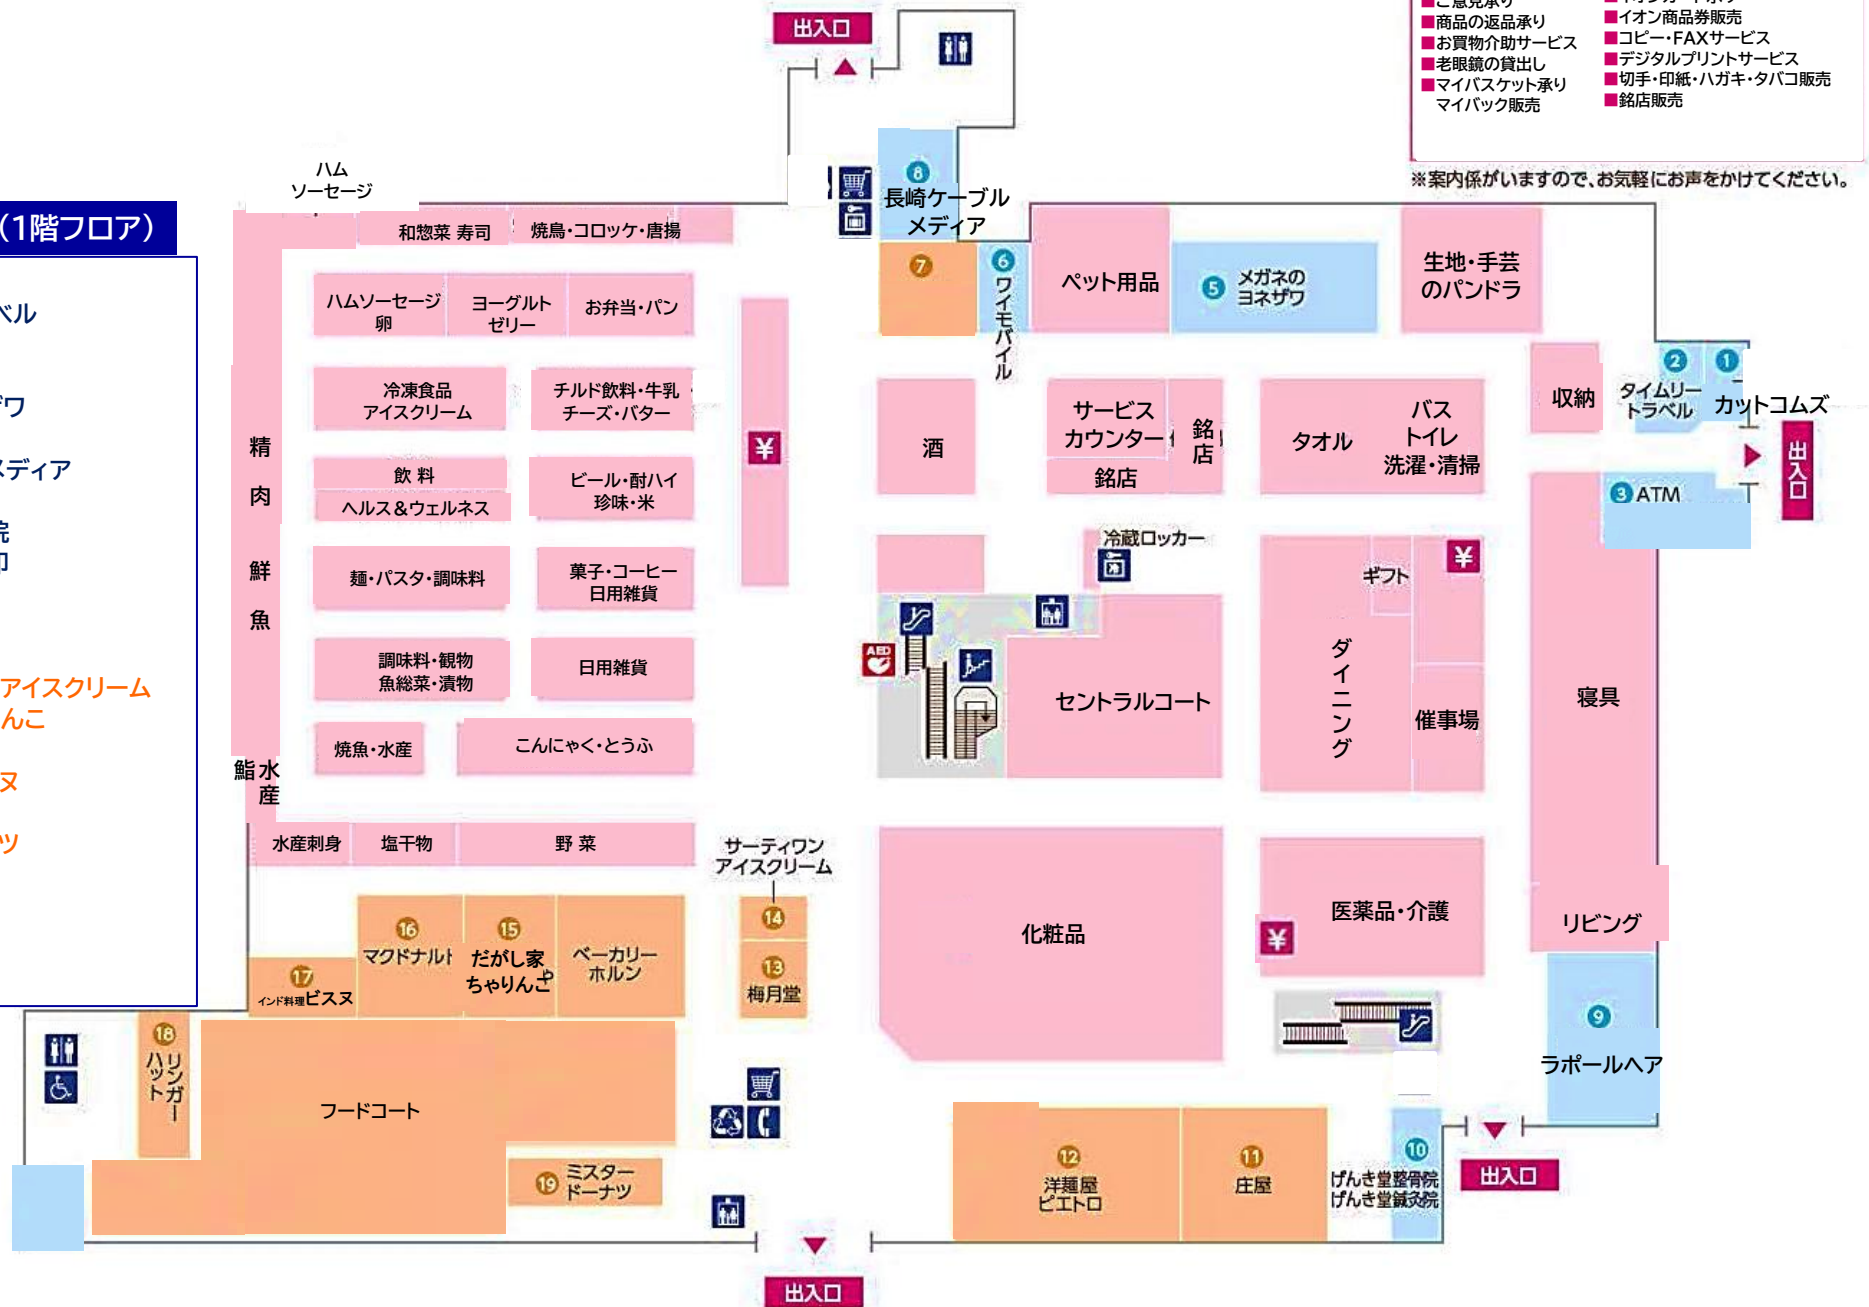 出入口
■商品の返品承り
■お買物介助サービス
■老眼鏡の貸出し
■マイバスケット承り
マイバック販売
■イオン商品券販売
■コピー・FAXサービス
■デジタルプリントサービス
■切手・印紙・ハガキ・タバコ販売
■銘店販売
※案内係がいますので、お気軽にお声をかけてください。
(1階フロア)
ベル
ザワ
メディア
院
アイスクリーム
んこ
ヌ
ツ
ハム
ソーセージ
和惣菜 寿司
焼鳥・コロッケ・唐揚
8
長崎ケーブル
メディア
7
6
ワイモバイル
ペット用品
5
メガネの
ヨネザワ
生地・手芸
のパンドラ
ハムソーセージ
卵
ヨーグルト
ゼリー
お弁当・パン
冷凍食品
アイスクリーム
チルド飲料・牛乳
チーズ・バター
飲 料
ヘルス&ウェルネス
ビール・酎ハイ
珍味・米
麺・パスタ・調味料
菓子・コーヒー
日用雑貨
調味料・観物
魚総菜・漬物
日用雑貨
焼魚・水産
こんにゃく・とうふ
精肉
鮮魚
水産
鮨
水産刺身
塩干物
野 菜
¥
酒
サービス
カウンター
銘店
銘店
タオル
バス
トイレ
洗濯・清掃
収納
2
タイムリー
トラベル
1
カットコムズ
出入口
3 ATM
冷蔵ロッカー
AED
セントラルコート
ギフト
¥
ダイニング
催事場
寝具
リビング
化粧品
医薬品・介護
¥
サーティワン
アイスクリーム
14
13
梅月堂
16
マクドナルド
15
だがし家
ちゃりんこ
ベーカリー
ホルン
17
インド料理ビスヌ
18
リンガー
ハット
フードコート
19
ミスター
ドーナツ
12
洋麺屋
ピエトロ
11
庄屋
10
げんき堂整骨院
げんき堂鍼灸院
9
ラポールヘア
出入口
出入口